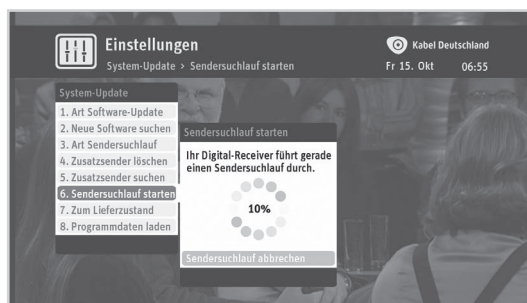 Einstellungen
System-Update > Sendersuchlauf starten
Kabel Deutschland
Fr 15. Okt 06:55
System-Update
1. Art Software-Update
2. Neue Software suchen
3. Art Sendersuchlauf
4. Zusatzsender löschen
5. Zusatzsender suchen
6. Sendersuchlauf starten
7. Zum Lieferzustand
8. Programmdaten laden
Sendersuchlauf starten
Ihr Digital-Receiver führt gerade
einen Sendersuchlauf durch.
10%
Sendersuchlauf abbrechen